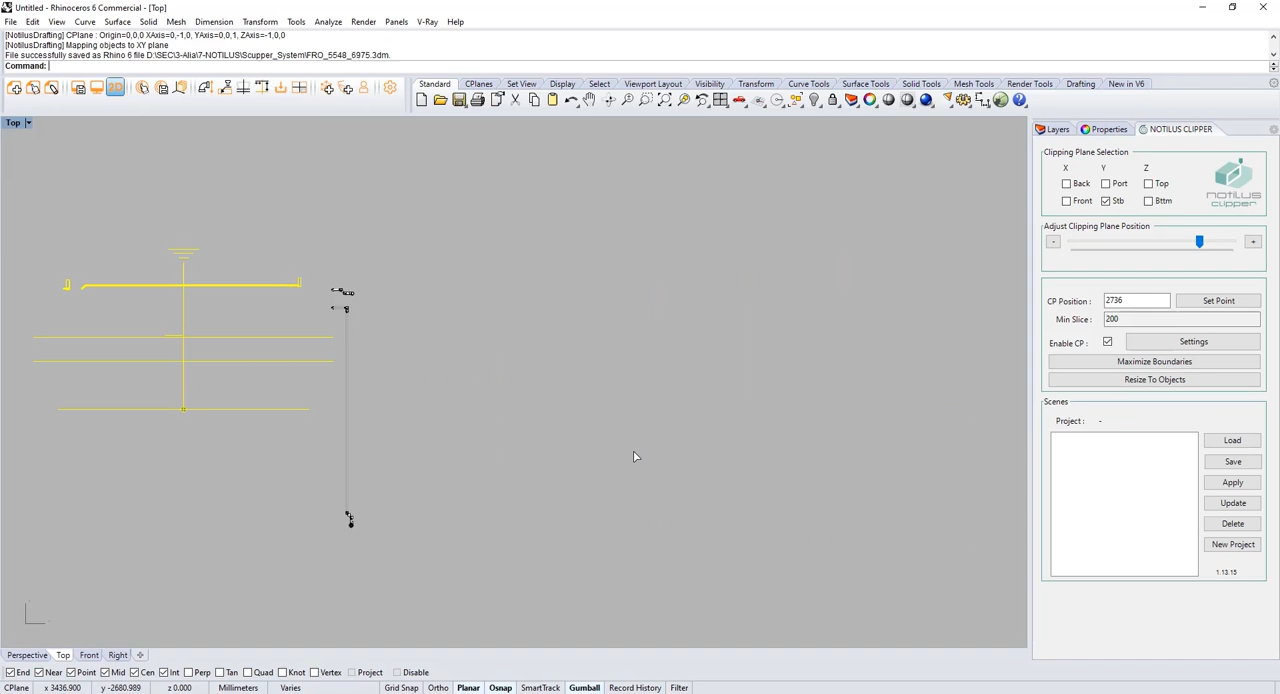 Untitled - Rhinoceros 6 Commercial - [Top]
File Edit View Curve Surface Solid Mesh Dimension Transform Tools Analyze Render Panels V-Ray Help
[NotilusDrafting] CPlane : Origin=0,0,0 XAxis=0,-1,0, YAxis=0,0,1, ZAxis=-1,0,0
[NotilusDrafting] Mapping objects to XY plane
File successfully saved as Rhino 6 file D:\SEC\3-Alia\7-NOTILUS\Scupper_System\FRO_5548_6975.3dm.
Command:
Standard CPlanes Set View Display Select Viewport Layout Visibility Transform Curve Tools Surface Tools Solid Tools Mesh Tools Render Tools Drafting New in V6
2D
Top
Layers Properties NOTILUS CLIPPER
Clipping Plane Selection
X Y Z
Back Port Top
Front Stb Bttm
notilus
clipper
Adjust Clipping Plane Position
- +
CP Position : 2736 Set Point
Min Slice : 200
Enable CP : Settings
Maximize Boundaries
Resize To Objects
Scenes
Project : -
Load
Save
Apply
Update
Delete
New Project
1.13.15
Perspective Top Front Right
End Near Point Mid Cen Int Perp Tan Quad Knot Vertex Project Disable
CPlane x 3436.900 y -2680.989 z 0.000 Millimeters Varies Grid Snap Ortho Planar Osnap SmartTrack Gumball Record History Filter